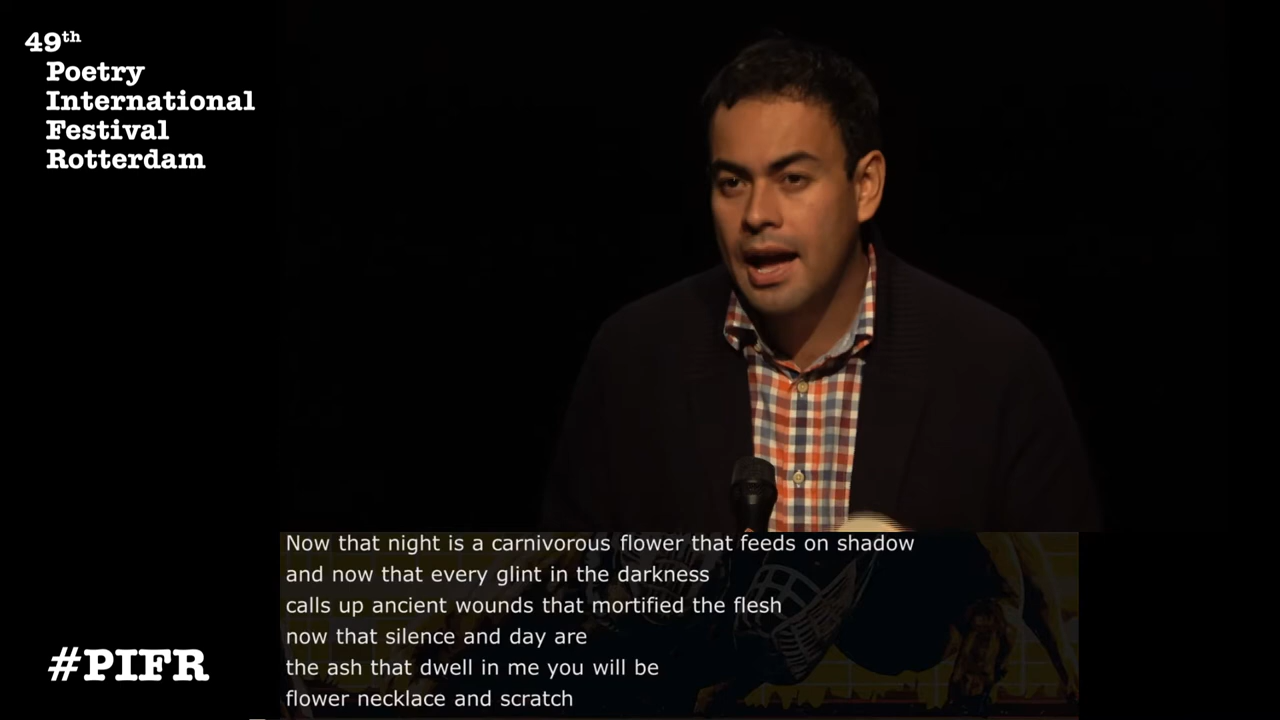 49th
Poetry
International
Festival
Rotterdam
Now that night is a carnivorous flower that feeds on shadow
and now that every glint in the darkness
calls up ancient wounds that mortified the flesh
now that silence and day are
the ash that dwell in me you will be
flower necklace and scratch
#PIFR